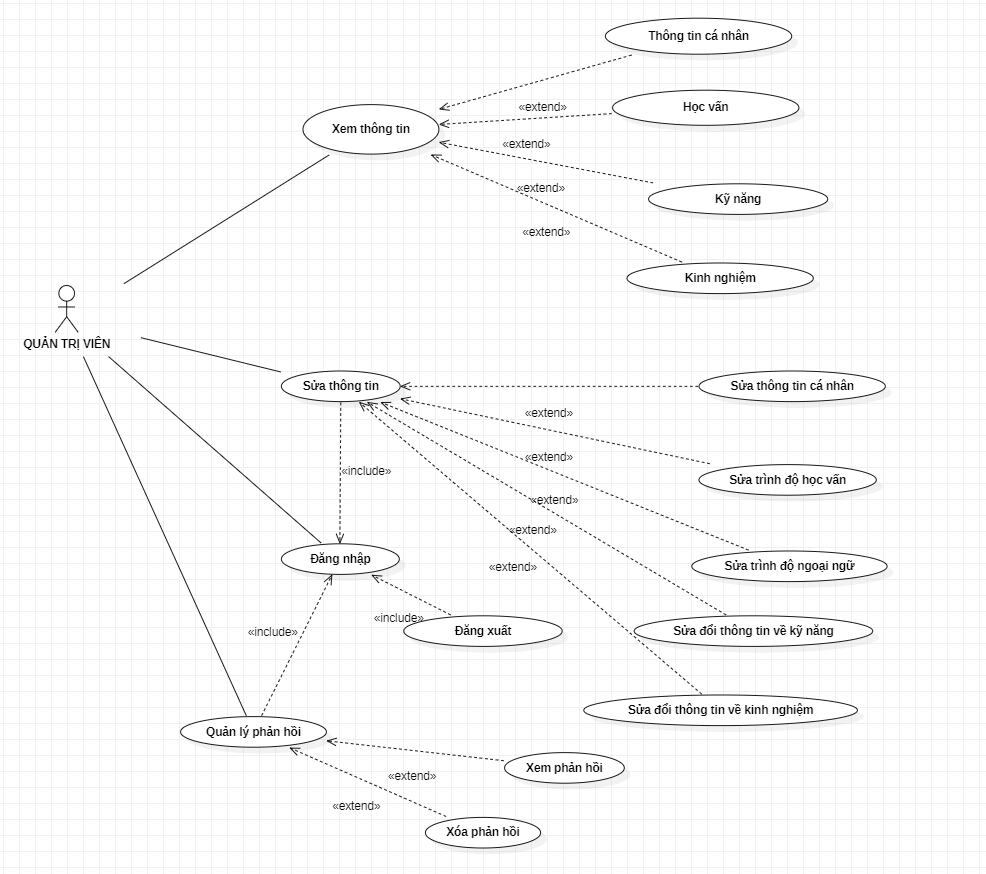 Thông tin cá nhân
«extend»
Học vấn
Xem thông tin
«extend»
«extend»
Kỹ năng
«extend»
Kinh nghiệm
QUẢN TRỊ VIÊN
Sửa thông tin
Sửa thông tin cá nhân
«extend»
«extend»
«include»
Sửa trình độ học vấn
«extend»
«extend»
Đăng nhập
«extend»
Sửa trình độ ngoại ngữ
«include»
«include»
Đăng xuất
Sửa đổi thông tin về kỹ năng
Sửa đổi thông tin về kinh nghiệm
Quản lý phản hồi
Xem phản hồi
«extend»
«extend»
Xóa phản hồi